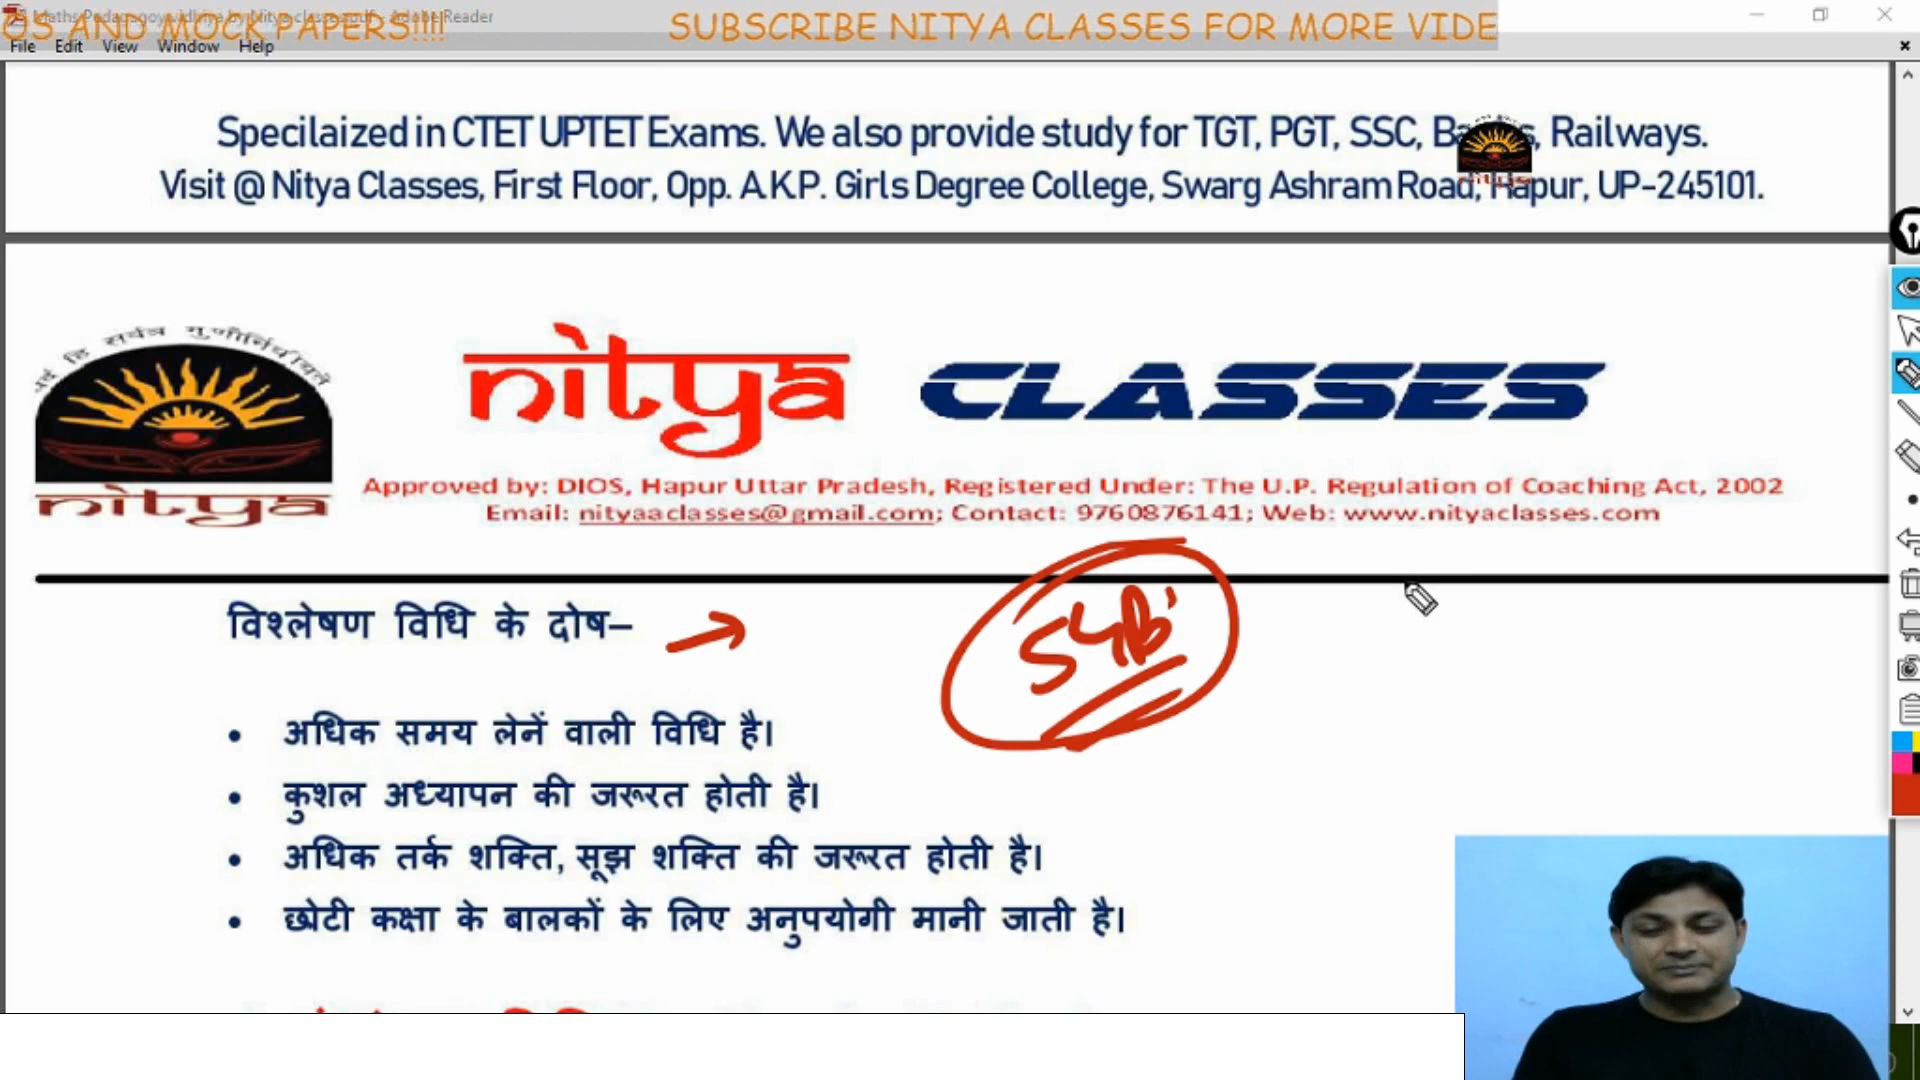 OS AND MOCK PAPERS!!!! SUBSCRIBE NITYA CLASSES FOR MORE VIDE
File Edit View Window Help
Specilaized in CTET UPTET Exams. We also provide study for TGT, PGT, SSC, Railways.
Visit @ Nitya Classes, First Floor, Opp. A.K.P. Girls Degree College, Swarg Ashram Road, Hapur, UP-245101.
nitya CLASSES
nitya
Approved by: DIOS, Hapur Uttar Pradesh, Registered Under: The U.P. Regulation of Coaching Act, 2002
Email: nityaaclasses@gmail.com; Contact: 9760876141; Web: www.nityaclasses.com
विश्लेषण विधि के दोष–
• अधिक समय लेनें वाली विधि है।
• कुशल अध्यापन की जरूरत होती है।
• अधिक तर्क शक्ति, सूझ शक्ति की जरूरत होती है।
• छोटी कक्षा के बालकों के लिए अनुपयोगी मानी जाती है।